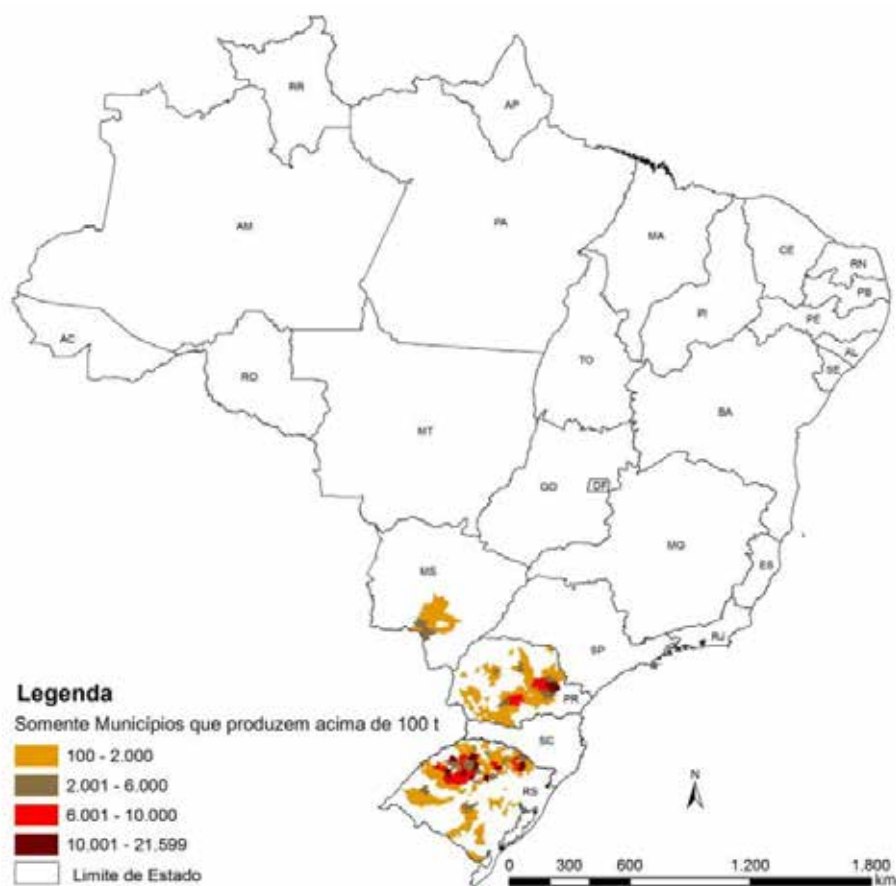 RR
AP
AM
PA
MA
CE
RN
PB
PE
PI
AL
SE
AC
TO
RO
BA
MT
GO
DF
MG
ES
MS
RJ
SP
PR
SC
RS
N
Legenda
Somente Municípios que produzem acima de 100 t
100 - 2.000
2.001 - 6.000
6.001 - 10.000
10.001 - 21.599
Limite de Estado
0 300 600 1.200 1.800
km